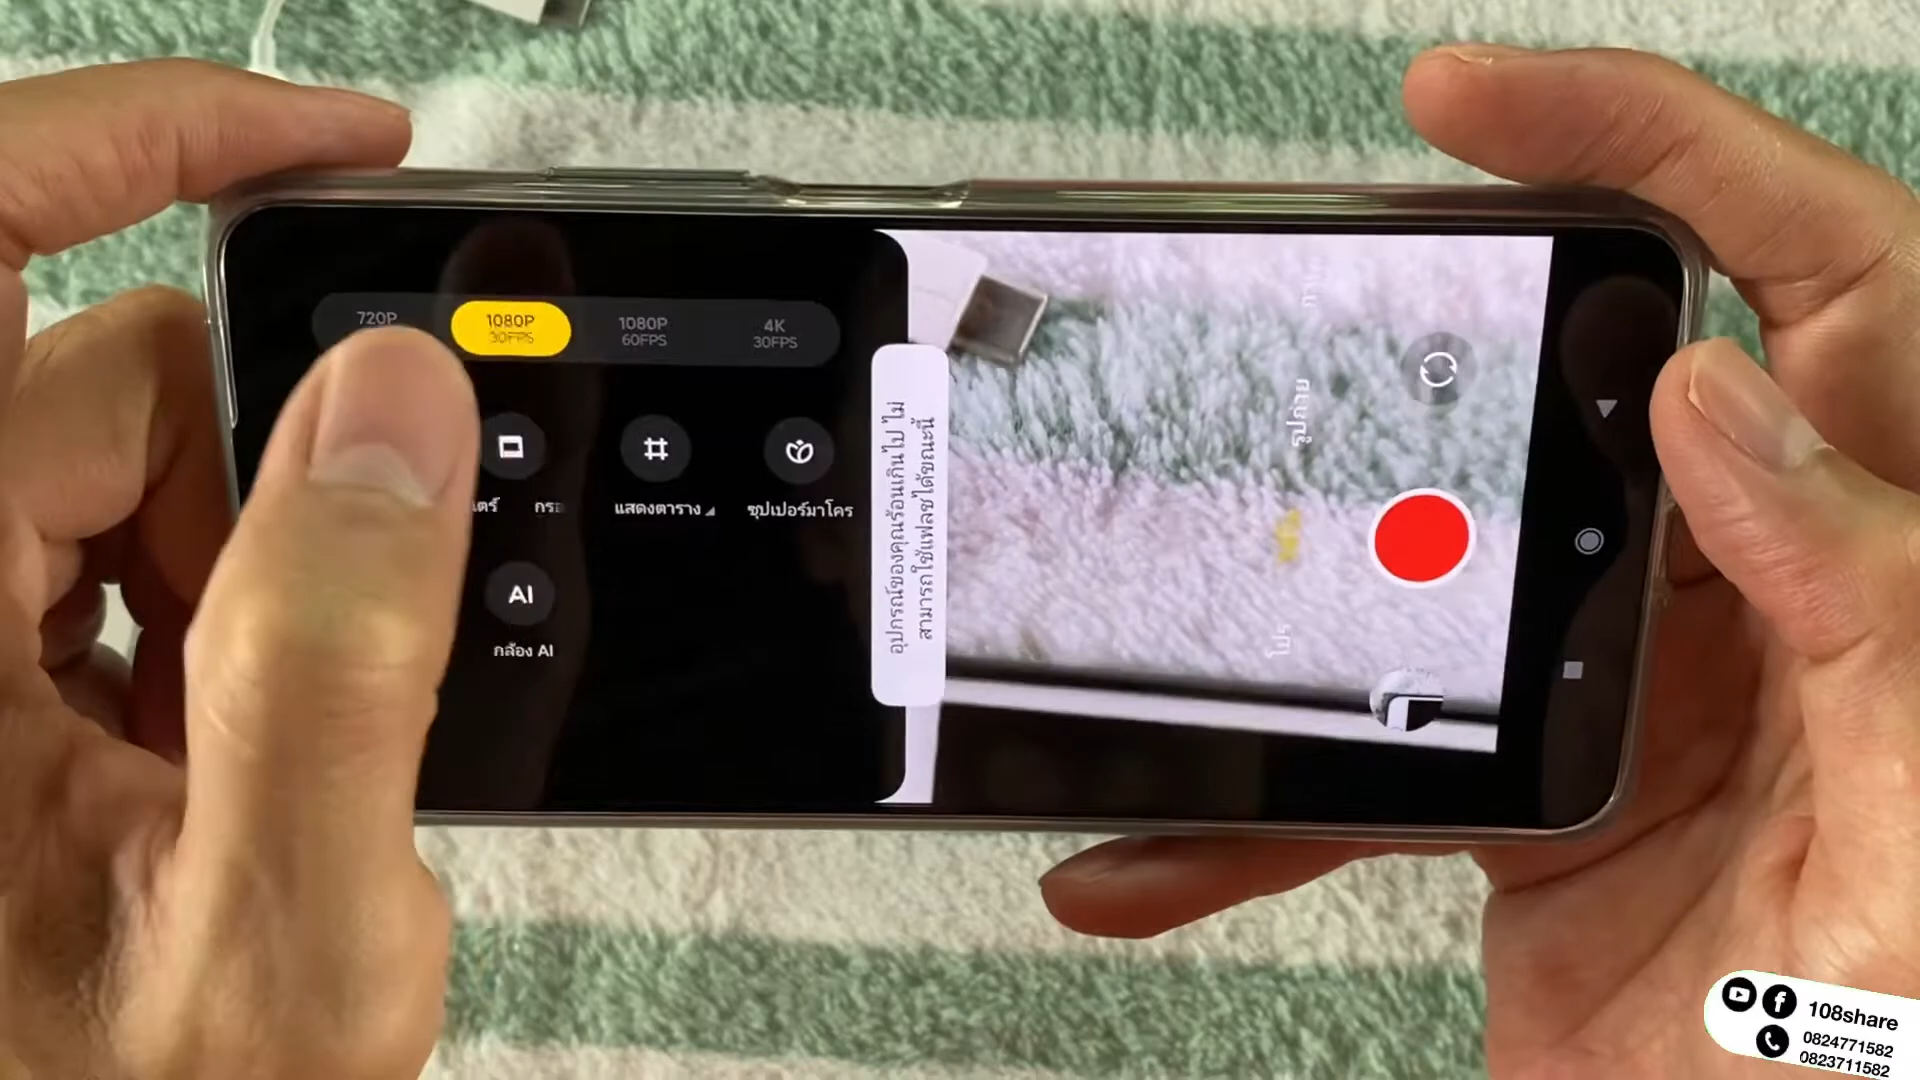 720P
1080P
30FPS
1080P
60FPS
4K
30FPS
แสดงตาราง
ซุปเปอร์มาโคร
AI
กล้อง AI
อุปกรณ์ของคุณร้อนเกินไป ไม่
สามารถใช้แฟลชได้ขณะนี้
รูปถ่าย
โปร
108share
0824771582
0823711582